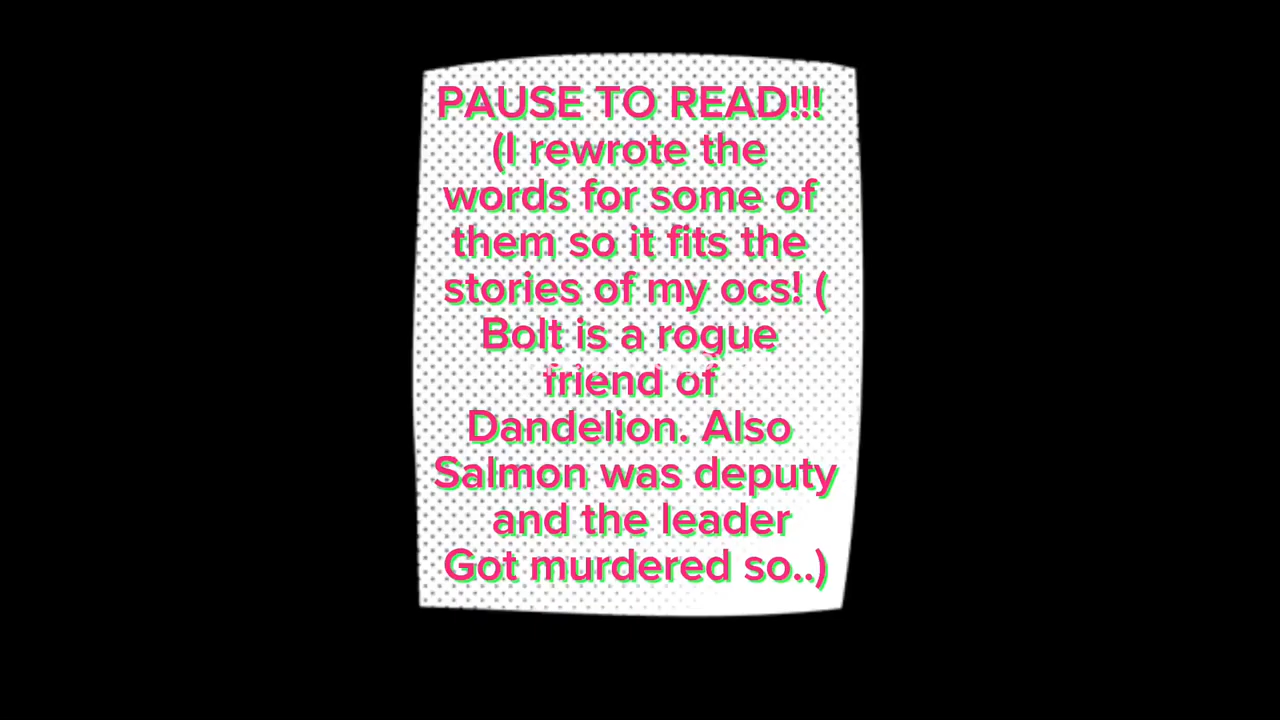 PAUSE TO READ!!!
(I rewrote the
words for some of
them so it fits the
stories of my ocs! (
Bolt is a rogue
friend of
Dandelion. Also
Salmon was deputy
and the leader
Got murdered so..)